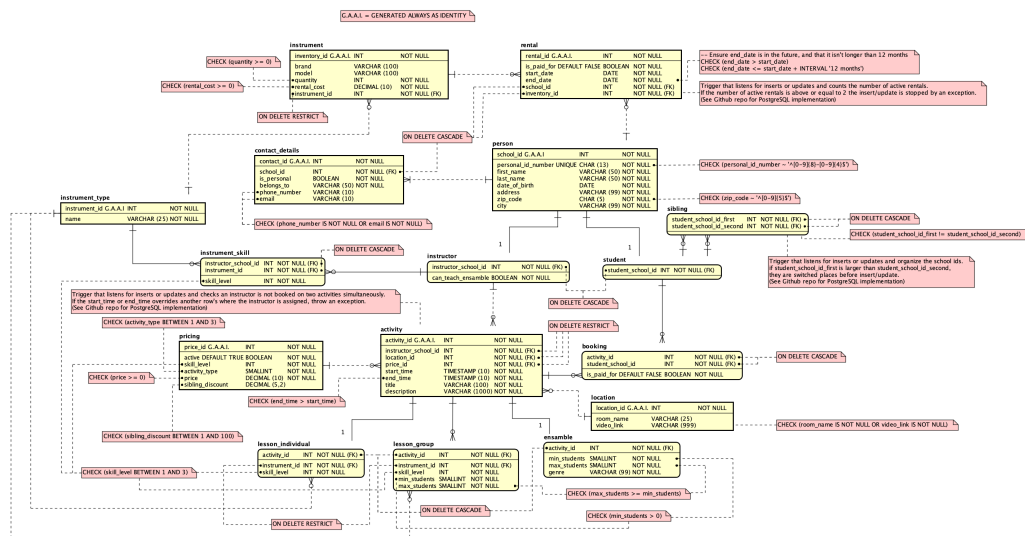 G.A.A.I. = GENERATED ALWAYS AS IDENTITY
instrument
inventory_id G.A.A.I. INT NOT NULL
brand VARCHAR (100)
model VARCHAR (100)
quantity INT NOT NULL
rental_cost DECIMAL (10) NOT NULL
instrument_id INT NOT NULL (FK)
CHECK (quantity >= 0)
CHECK (rental_cost >= 0)
ON DELETE RESTRICT
rental
rental_id G.A.A.I. INT NOT NULL
is_paid_for DEFAULT FALSE BOOLEAN NOT NULL
start_date DATE NOT NULL
end_date DATE NOT NULL
school_id INT NOT NULL (FK)
inventory_id INT NOT NULL (FK)
-- Ensure end_date is in the future, and that it isn't longer than 12 months
CHECK (end_date > start_date)
CHECK (end_date <= start_date + INTERVAL '12 months')
Trigger that listens for inserts or updates and counts the number of active rentals.
If the number of active rentals is above or equal to 2 the insert/update is stopped by an exception.
(See Github repo for PostgreSQL implementation)
ON DELETE CASCADE
contact_details
contact_id G.A.A.I. INT NOT NULL
school_id INT NOT NULL (FK)
is_personal BOOLEAN NOT NULL
belongs_to VARCHAR (50) NOT NULL
phone_number VARCHAR (10)
email VARCHAR (10)
CHECK (phone_number IS NOT NULL OR email IS NOT NULL)
person
school_id G.A.A.I INT NOT NULL
personal_id_number UNIQUE CHAR (13) NOT NULL
first_name VARCHAR (50) NOT NULL
last_name VARCHAR (50) NOT NULL
date_of_birth DATE NOT NULL
address VARCHAR (99) NOT NULL
zip_code CHAR (5) NOT NULL
city VARCHAR (99) NOT NULL
CHECK (personal_id_number ~ '^[0-9]{8}-[0-9]{4}$')
CHECK (zip_code ~ '^[0-9]{5}$')
instrument_type
instrument_id G.A.A.I INT NOT NULL
name VARCHAR (25) NOT NULL
sibling
student_school_id_first INT NOT NULL (FK)
student_school_id_second INT NOT NULL (FK)
ON DELETE CASCADE
CHECK (student_school_id_first != student_school_id_second)
Trigger that listens for inserts or updates and organize the school ids.
if student_school_id_first is larger than student_school_id_second,
they are switched places before insert/update.
(See Github repo for PostgreSQL implementation)
instrument_skill
instructor_school_id INT NOT NULL (FK)
instrument_id INT NOT NULL (FK)
skill_level INT NOT NULL
ON DELETE CASCADE
1
instructor
instructor_school_id INT NOT NULL (FK)
can_teach_ensamble BOOLEAN NOT NULL
1
student
student_school_id INT NOT NULL (FK)
ON DELETE CASCADE
Trigger that listens for inserts or updates and checks an instructor is not booked on two activities simultaneously.
If the start_time or end_time overrides another row's where the instructor is assigned, throw an exception.
(See Github repo for PostgreSQL implementation)
CHECK (activity_type BETWEEN 1 AND 3)
ON DELETE RESTRICT
pricing
price_id G.A.A.I. INT NOT NULL
active DEFAULT TRUE BOOLEAN NOT NULL
skill_level INT NOT NULL
activity_type SMALLINT NOT NULL
price DECIMAL (10) NOT NULL
sibling_discount DECIMAL (5,2)
CHECK (price >= 0)
CHECK (sibling_discount BETWEEN 1 AND 100)
activity
activity_id G.A.A.I. INT NOT NULL
instructor_school_id INT NOT NULL (FK)
location_id INT NOT NULL (FK)
price_id INT NOT NULL (FK)
start_time TIMESTAMP (10) NOT NULL
end_time TIMESTAMP (10) NOT NULL
title VARCHAR (100) NOT NULL
description VARCHAR (1000) NOT NULL
CHECK (end_time > start_time)
booking
activity_id INT NOT NULL (FK)
student_school_id INT NOT NULL (FK)
is_paid_for DEFAULT FALSE BOOLEAN NOT NULL
ON DELETE CASCADE
location
location_id G.A.A.I. INT NOT NULL
room_name VARCHAR (25)
video_link VARCHAR (999)
CHECK (room_name IS NOT NULL OR video_link IS NOT NULL)
1
1
lesson_individual
activity_id INT NOT NULL (FK)
instrument_id INT NOT NULL (FK)
skill_level INT NOT NULL
lesson_group
activity_id INT NOT NULL (FK)
instrument_id INT NOT NULL (FK)
skill_level INT NOT NULL
min_students SMALLINT NOT NULL
max_students SMALLINT NOT NULL
ensamble
activity_id INT NOT NULL (FK)
min_students SMALLINT NOT NULL
max_students SMALLINT NOT NULL
genre VARCHAR (99) NOT NULL
CHECK (skill_level BETWEEN 1 AND 3)
CHECK (max_students >= min_students)
ON DELETE CASCADE
CHECK (min_students > 0)
ON DELETE RESTRICT